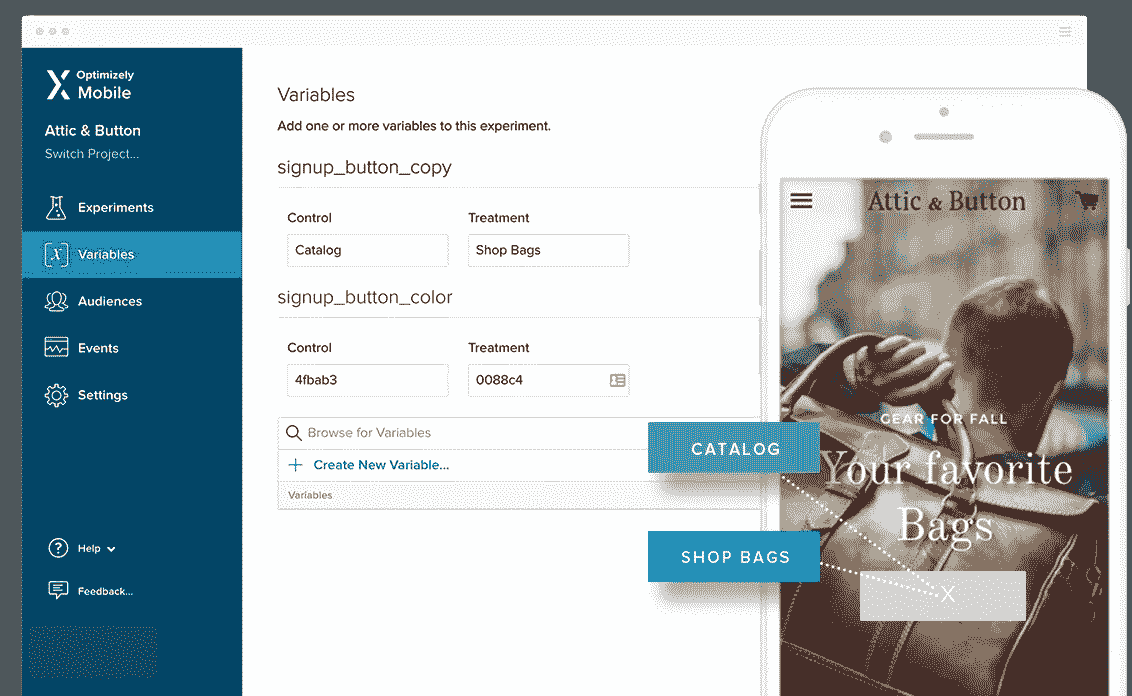 Optimizely
Mobile
Attic & Button
Switch Project...
Experiments
Variables
Audiences
Events
Settings
Help
Feedback...
Variables
Add one or more variables to this experiment.
signup_button_copy
Control
Treatment
Catalog
Shop Bags
signup_button_color
Control
Treatment
4fbab3
0088c4
Browse for Variables
Create New Variable...
Variables
CATALOG
SHOP BAGS
Attic & Button
GEAR FOR FALL
Your favorite
Bags
X